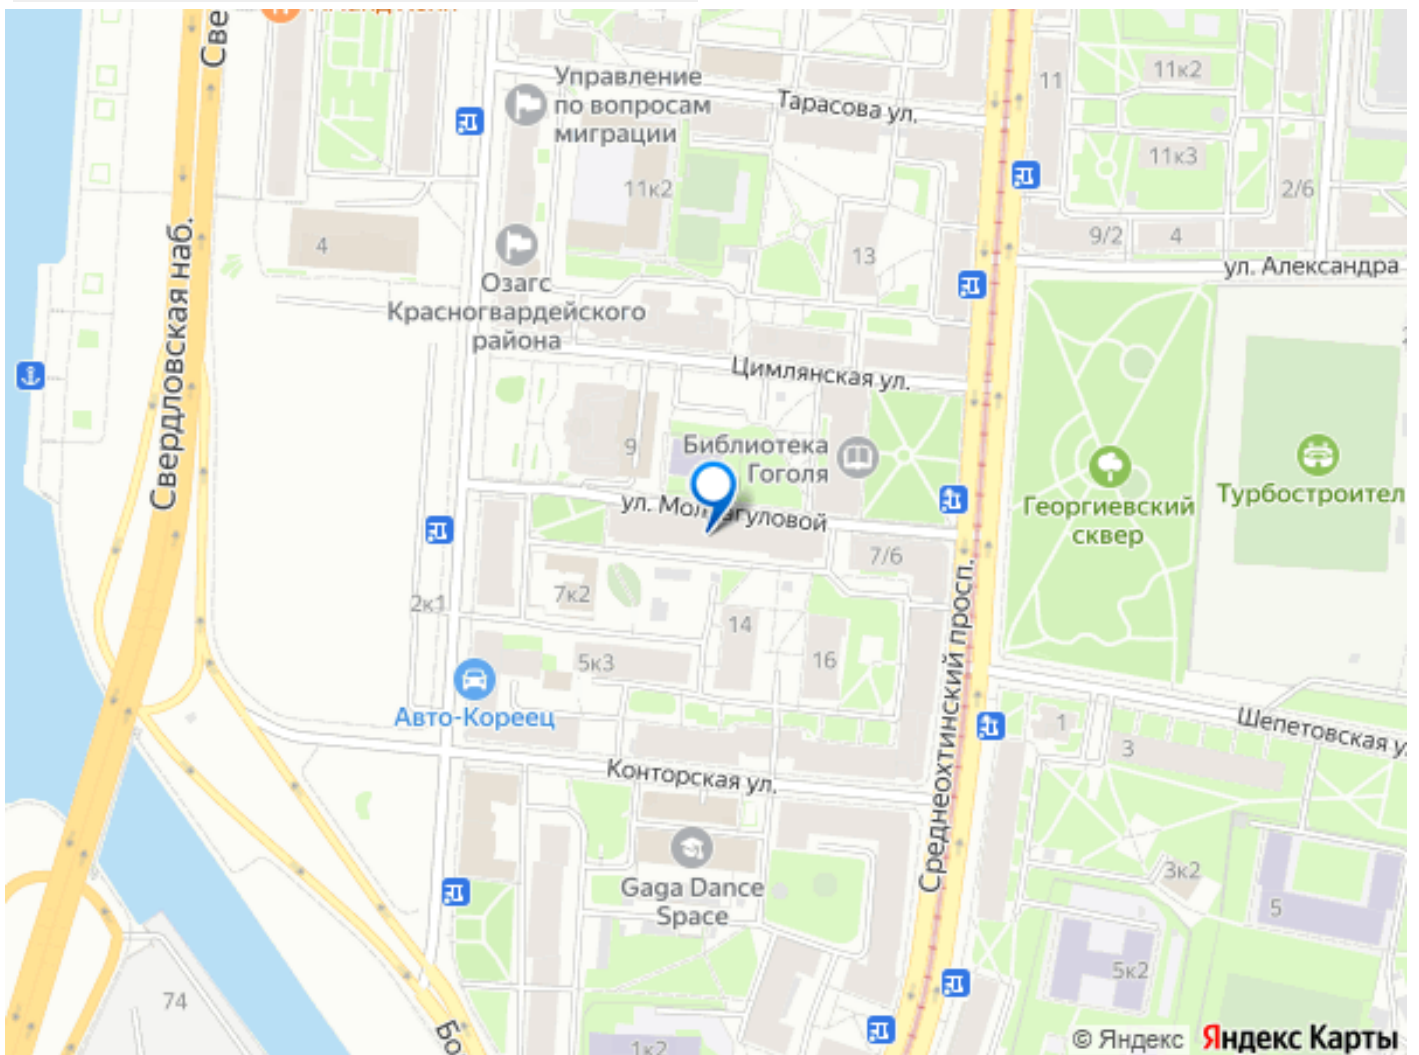 Све
11
11к2
Управление
по вопросам
миграции
Тарасова ул.
11к3
11к2
2/6
4
13
9/2
4
Озагс
Красногвардейского
района
ул. Александра
Свердловская наб.
Цимлянская ул.
9
Библиотека
Гоголя
Георгиевский
сквер
Турбостроител
7/6
7к2
2к1
14
16
5к3
Среднеохтинский просп.
Авто-Кореец
1
3
Шепетовская у
Конторская ул.
Gaga Dance
Space
3к2
5
5к2
74
Бо
1к2
© Яндекс Яндекс Карты